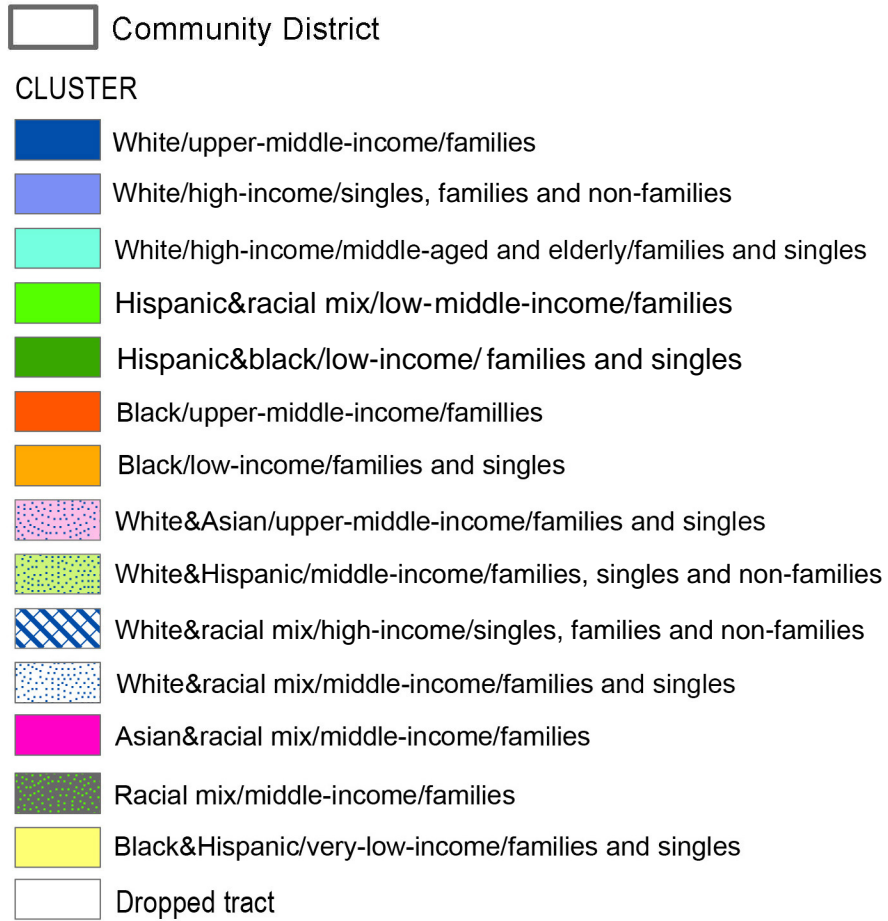 Community District
CLUSTER
White/upper-middle-income/families
White/high-income/singles, families and non-families
White/high-income/middle-aged and elderly/families and singles
Hispanic&racial mix/low-middle-income/families
Hispanic&black/low-income/families and singles
Black/upper-middle-income/famillies
Black/low-income/families and singles
White&Asian/upper-middle-income/families and singles
White&Hispanic/middle-income/families, singles and non-families
White&racial mix/high-income/singles, families and non-families
White&racial mix/middle-income/families and singles
Asian&racial mix/middle-income/families
Racial mix/middle-income/families
Black&Hispanic/very-low-income/families and singles
Dropped tract